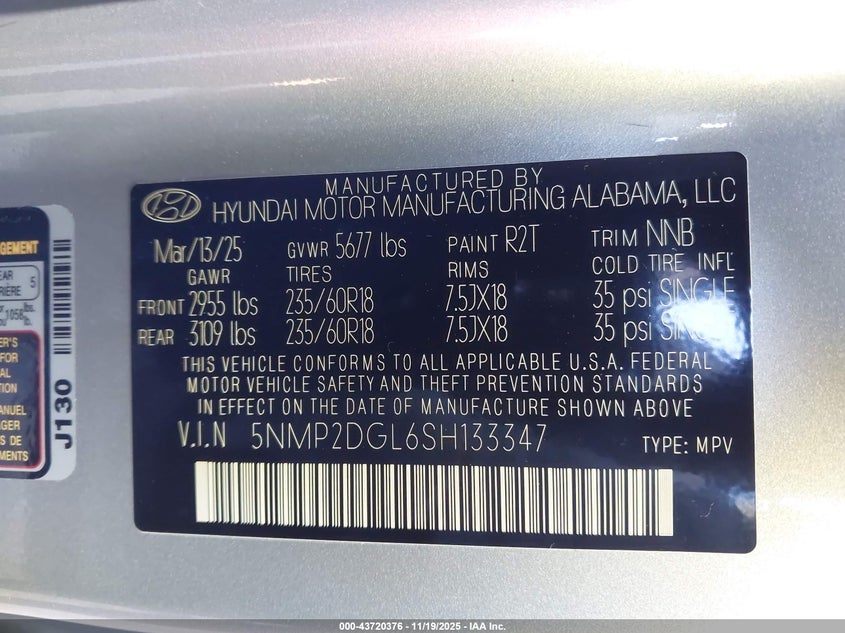 MANUFACTURED BY
HYUNDAI MOTOR MANUFACTURING ALABAMA, LLC
Mar/13/25 GVWR 5677 lbs PAINT R2T TRIM NNB
GAWR TIRES RIMS COLD TIRE INFL
FRONT 2955 lbs 235/60R18 7.5JX18 35 psi SINGLE
REAR 3109 lbs 235/60R18 7.5JX18 35 psi
THIS VEHICLE CONFORMS TO ALL APPLICABLE U.S.A. FEDERAL
MOTOR VEHICLE SAFETY AND THEFT PREVENTION STANDARDS
IN EFFECT ON THE DATE OF MANUFACTURE SHOWN ABOVE
V.I.N 5NMP2DGL6SH133347 TYPE: MPV
5
J130
000-43720376 - 11/19/2025 - IAA Inc.